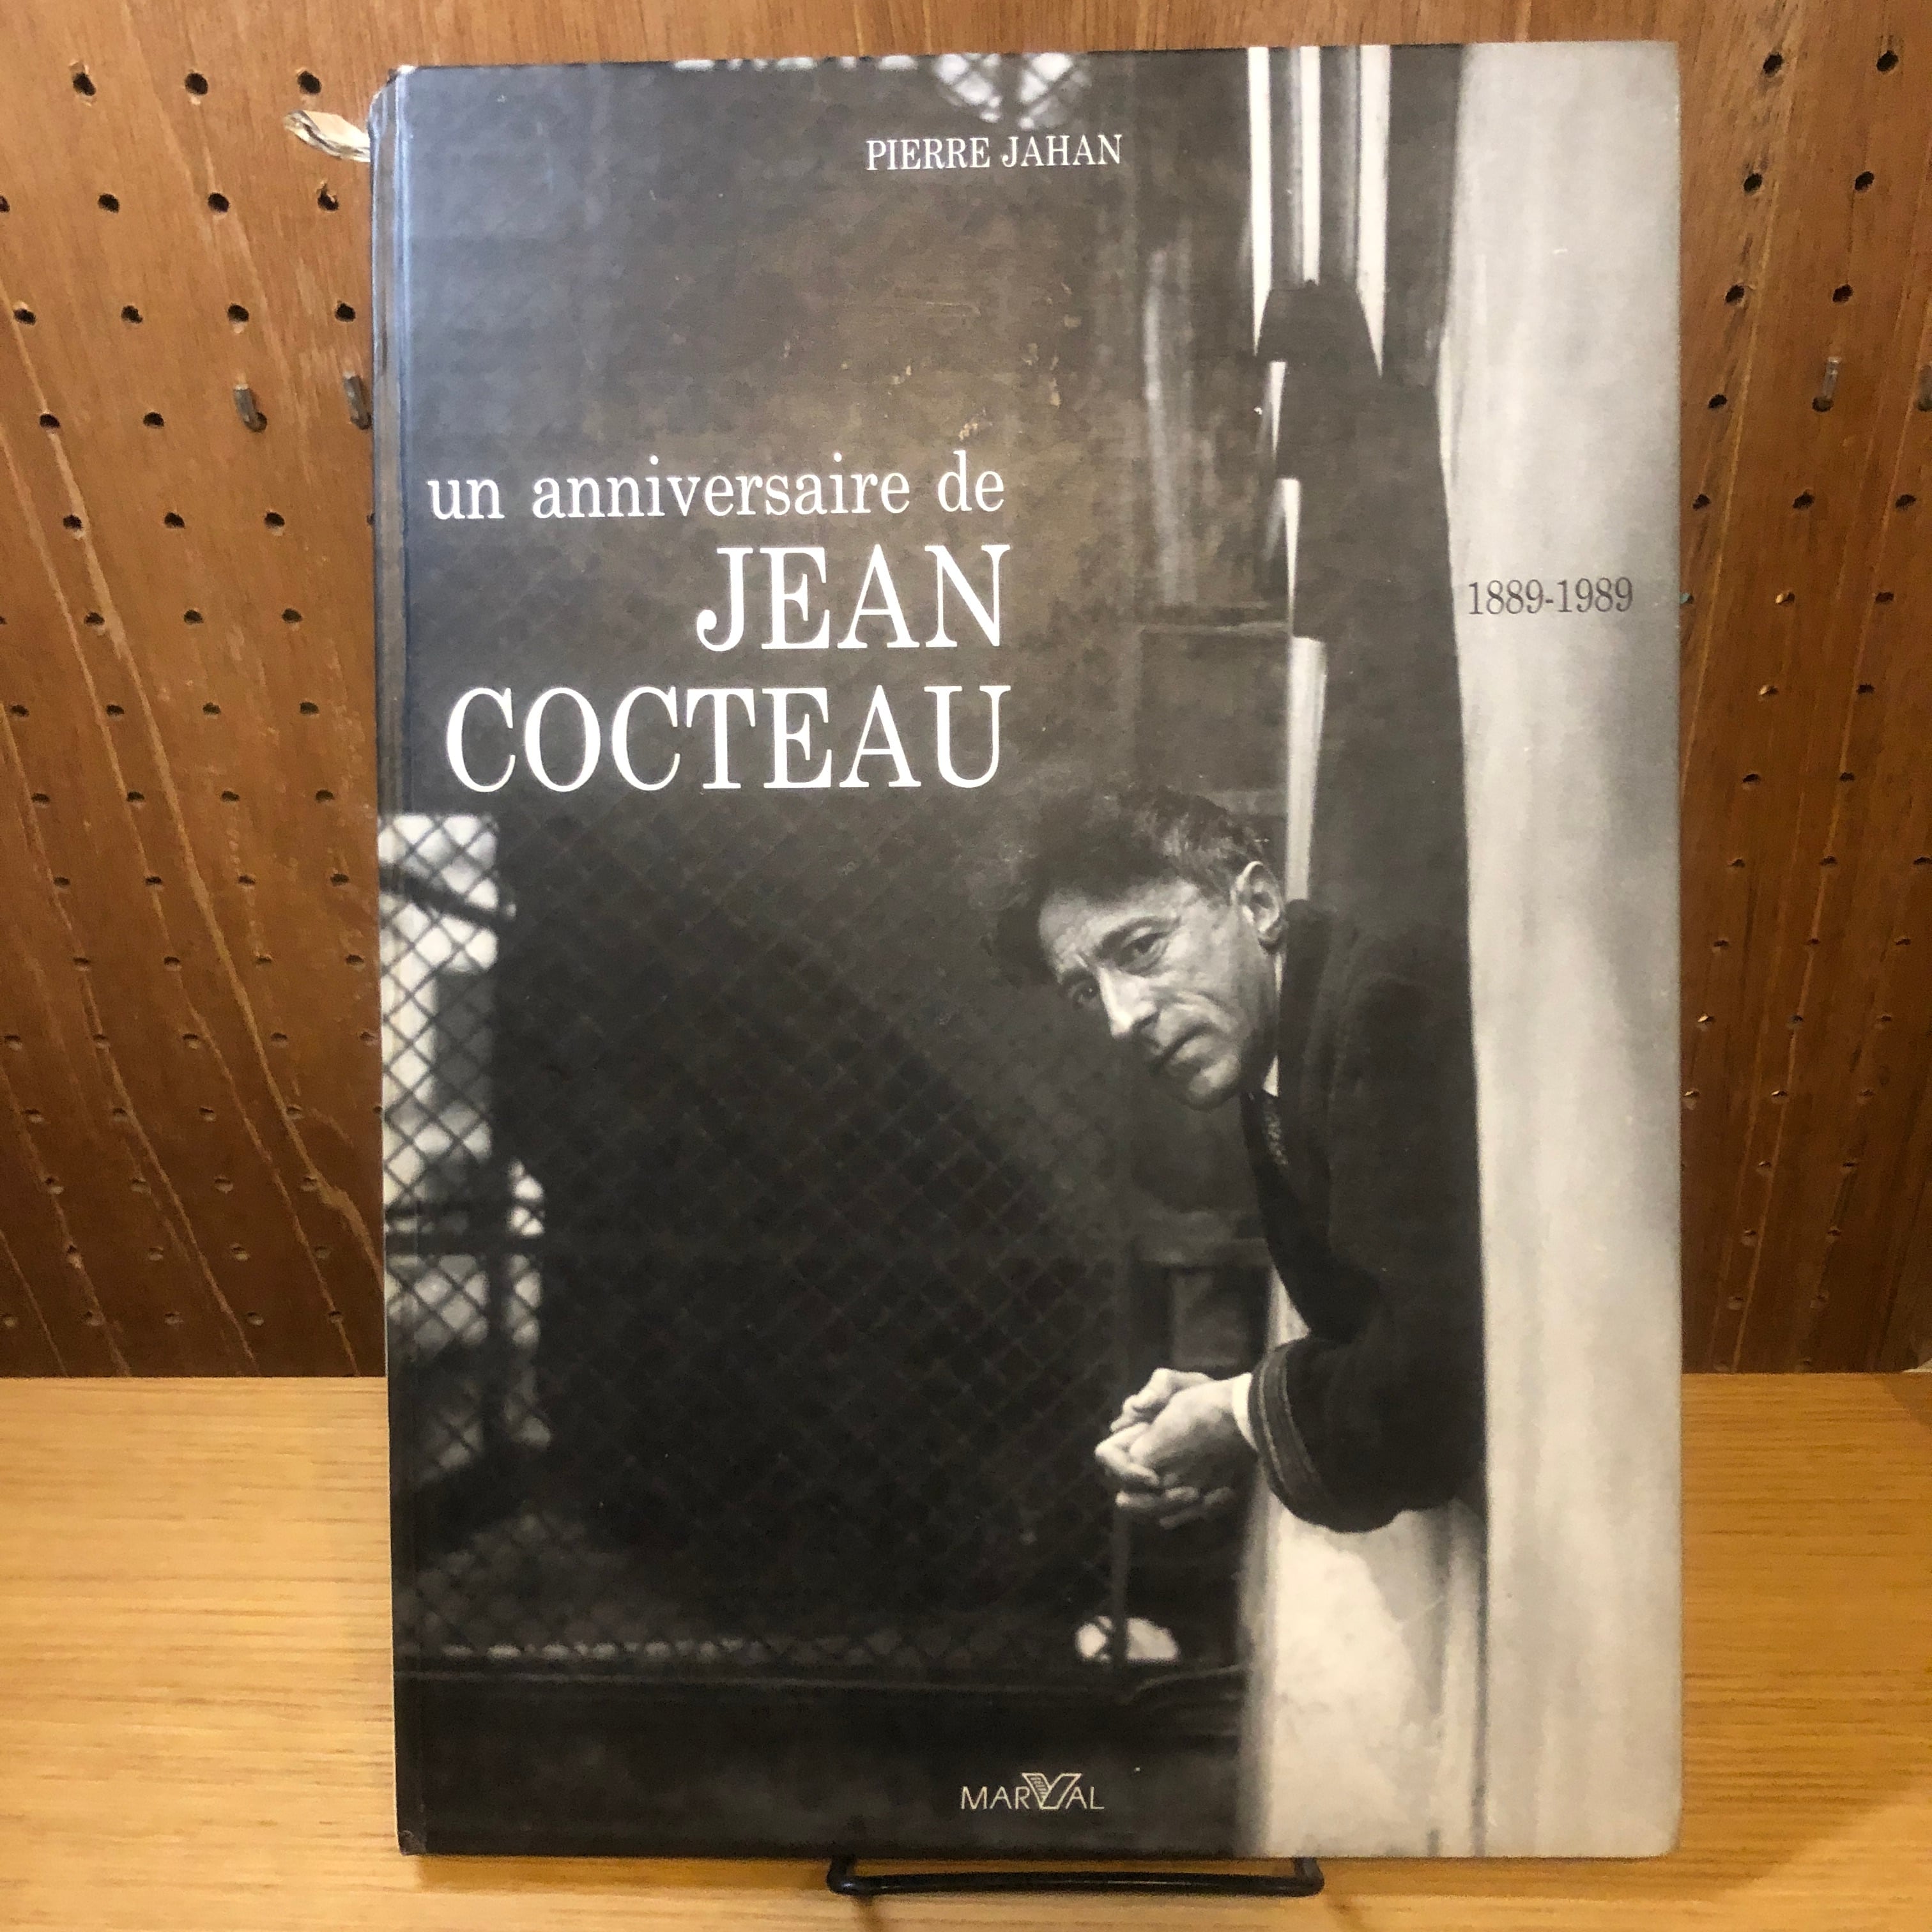 PIERRE JAHAN
un anniversaire de
JEAN
COCTEAU
1889-1989
MARVAL